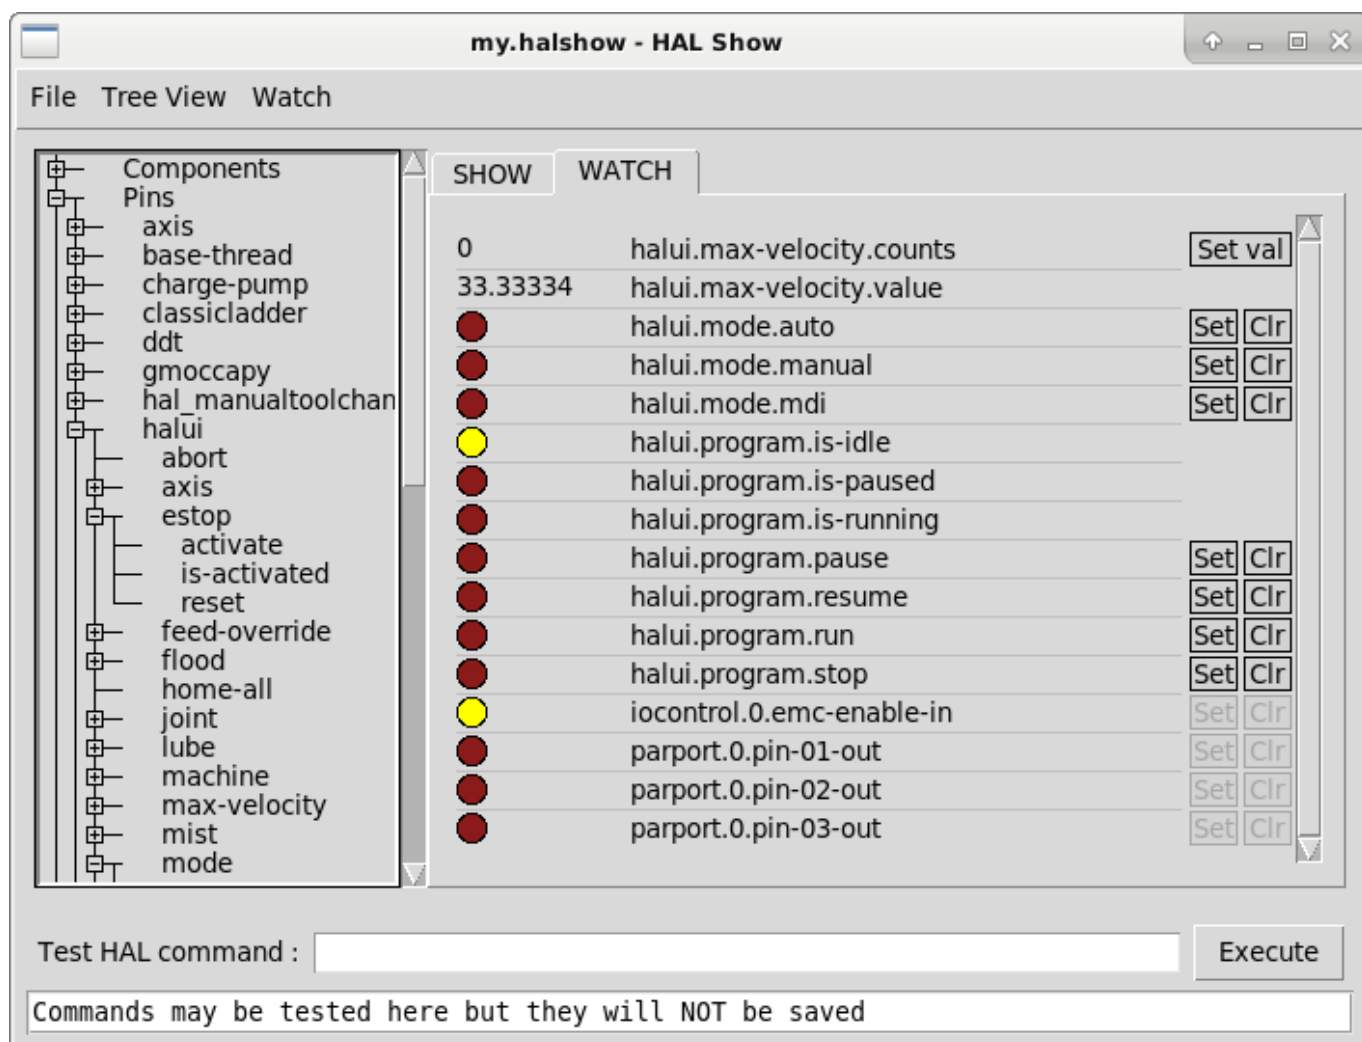 my.halshow - HAL Show
File Tree View Watch
Components
Pins
axis
base-thread
charge-pump
classicladder
ddt
gmoccapy
hal_manualtoolchan
halui
abort
axis
estop
activate
is-activated
reset
feed-override
flood
home-all
joint
lube
machine
max-velocity
mist
mode
SHOW WATCH
0 halui.max-velocity.counts Set val
33.33334 halui.max-velocity.value
halui.mode.auto Set Clr
halui.mode.manual Set Clr
halui.mode.mdi Set Clr
halui.program.is-idle
halui.program.is-paused
halui.program.is-running
halui.program.pause Set Clr
halui.program.resume Set Clr
halui.program.run Set Clr
halui.program.stop Set Clr
iocontrol.0.emc-enable-in Set Clr
parport.0.pin-01-out Set Clr
parport.0.pin-02-out Set Clr
parport.0.pin-03-out Set Clr
Test HAL command : Execute
Commands may be tested here but they will NOT be saved